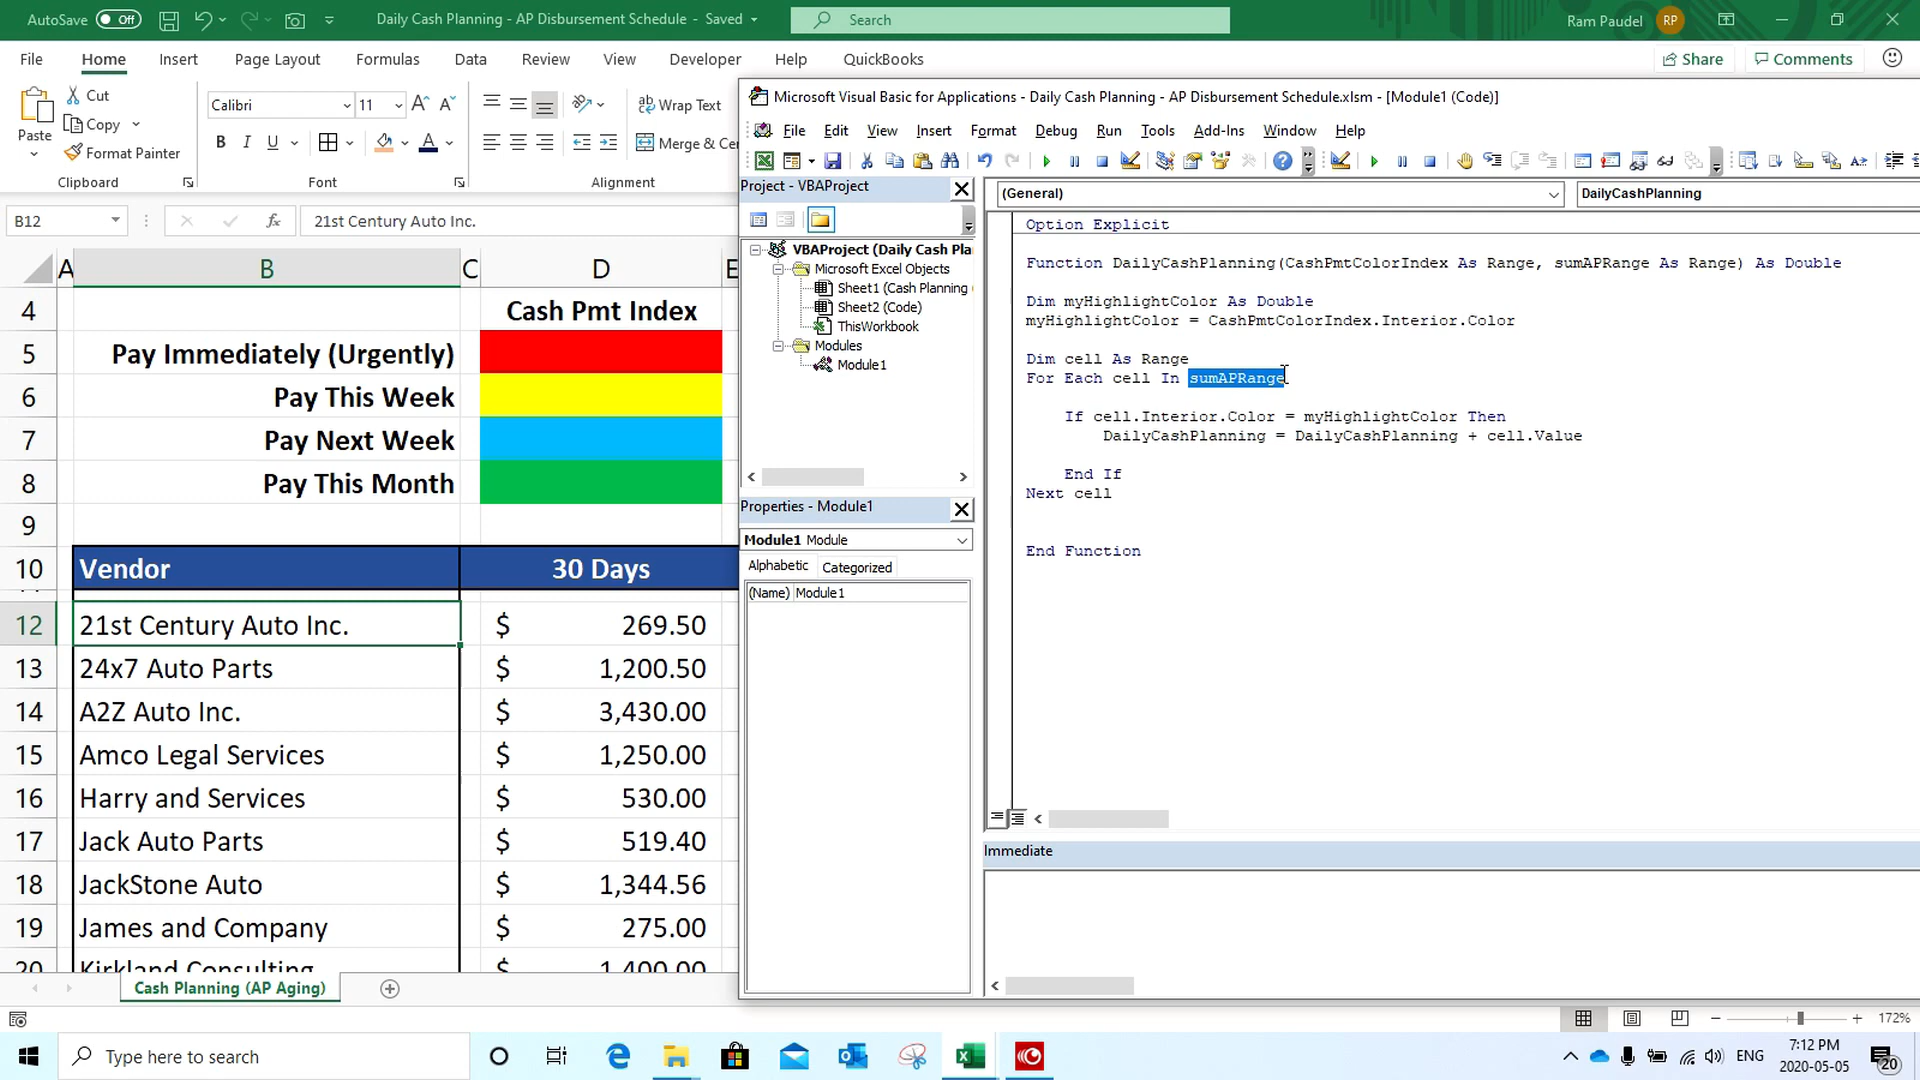 AutoSave Off
Daily Cash Planning - AP Disbursement Schedule - Saved
Search
Ram Paudel RP
File Home Insert Page Layout Formulas Data Review View Developer Help QuickBooks
Share Comments
Paste
Cut
Copy
Format Painter
Clipboard
Calibri 11
B I U
Font
Wrap Text
Merge & Cer
Alignment
B12
fx 21st Century Auto Inc.
A B C D E
4 Cash Pmt Index
5 Pay Immediately (Urgently)
6 Pay This Week
7 Pay Next Week
8 Pay This Month
9
10 Vendor 30 Days
12 21st Century Auto Inc. $ 269.50
13 24x7 Auto Parts $ 1,200.50
14 A2Z Auto Inc. $ 3,430.00
15 Amco Legal Services $ 1,250.00
16 Harry and Services $ 530.00
17 Jack Auto Parts $ 519.40
18 JackStone Auto $ 1,344.56
19 James and Company $ 275.00
20 Kirkland Consulting $ 1,400.00
Cash Planning (AP Aging)
Microsoft Visual Basic for Applications - Daily Cash Planning - AP Disbursement Schedule.xlsm - [Module1 (Code)]
File Edit View Insert Format Debug Run Tools Add-Ins Window Help
Project - VBAProject
VBAProject (Daily Cash Pla
Microsoft Excel Objects
Sheet1 (Cash Planning
Sheet2 (Code)
ThisWorkbook
Modules
Module1
Properties - Module1
Module1 Module
Alphabetic Categorized
(Name) Module1
(General)
DailyCashPlanning
Option Explicit
Function DailyCashPlanning(CashPmtColorIndex As Range, sumAPRange As Range) As Double
Dim myHighlightColor As Double
myHighlightColor = CashPmtColorIndex.Interior.Color
Dim cell As Range
For Each cell In sumAPRange
If cell.Interior.Color = myHighlightColor Then
DailyCashPlanning = DailyCashPlanning + cell.Value
End If
Next cell
End Function
Immediate
172%
Type here to search
ENG
7:12 PM
2020-05-05
20